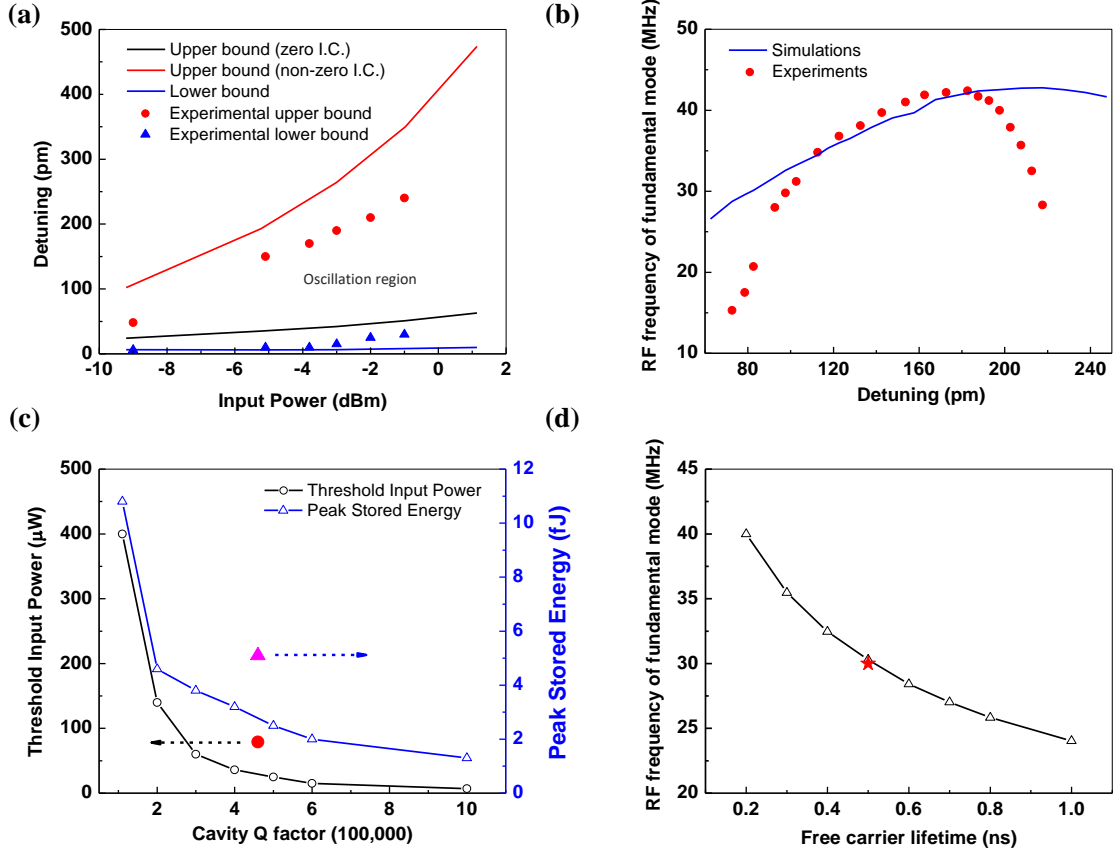 (a)
500
400
300
200
100
0
Detuning (pm)
Upper bound (zero I.C.)
Upper bound (non-zero I.C.)
Lower bound
Experimental upper bound
Experimental lower bound
Oscillation region
-10 -8 -6 -4 -2 0 2
Input Power (dBm)
(b)
50
40
30
20
10
RF frequency of fundamental mode (MHz)
Simulations
Experiments
80 120 160 200 240
Detuning (pm)
(c)
500
400
300
200
100
0
Threshold Input Power (μW)
Threshold Input Power
Peak Stored Energy
12
10
8
6
4
2
0
Peak Stored Energy (fJ)
2 4 6 8 10
Cavity Q factor (100,000)
(d)
45
40
35
30
25
20
RF frequency of fundamental mode (MHz)
0.2 0.4 0.6 0.8 1.0
Free carrier lifetime (ns)